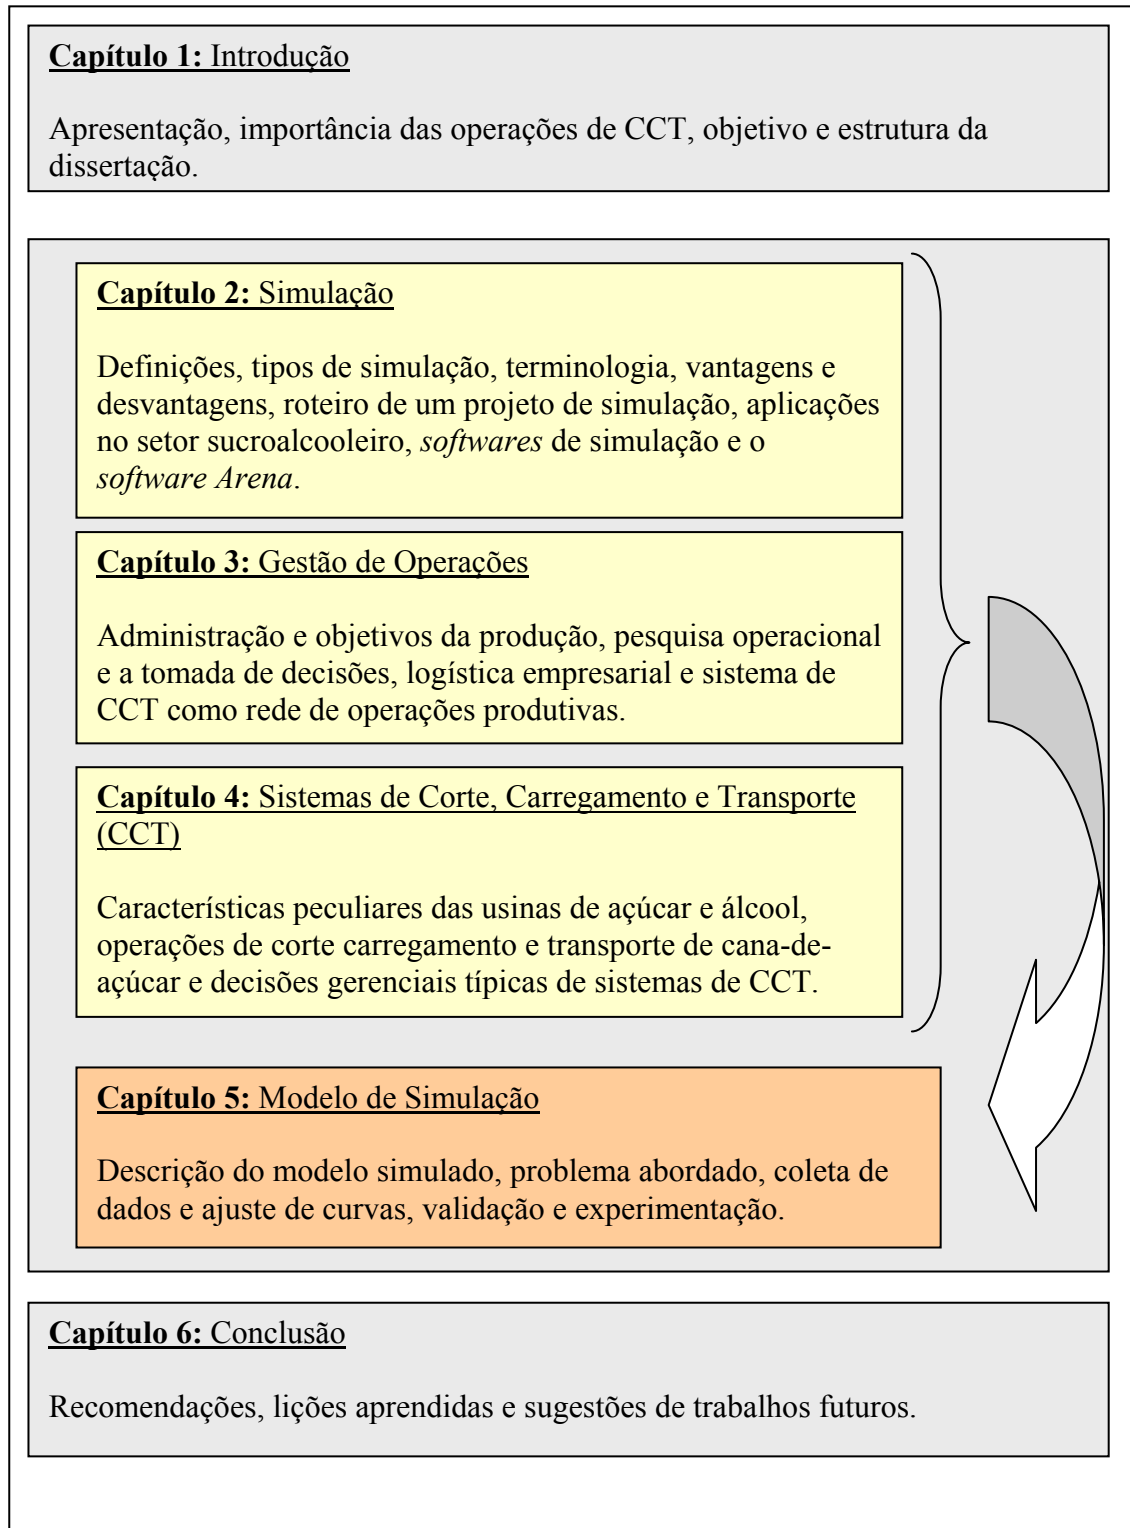 Capítulo 1: Introdução
Apresentação, importância das operações de CCT, objetivo e estrutura da
dissertação.
Capítulo 2: Simulação
Definições, tipos de simulação, terminologia, vantagens e
desvantagens, roteiro de um projeto de simulação, aplicações
no setor sucroalcooleiro, softwares de simulação e o
software Arena.
Capítulo 3: Gestão de Operações
Administração e objetivos da produção, pesquisa operacional
e a tomada de decisões, logística empresarial e sistema de
CCT como rede de operações produtivas.
Capítulo 4: Sistemas de Corte, Carregamento e Transporte
(CCT)
Características peculiares das usinas de açúcar e álcool,
operações de corte carregamento e transporte de cana-de-
açúcar e decisões gerenciais típicas de sistemas de CCT.
Capítulo 5: Modelo de Simulação
Descrição do modelo simulado, problema abordado, coleta de
dados e ajuste de curvas, validação e experimentação.
Capítulo 6: Conclusão
Recomendações, lições aprendidas e sugestões de trabalhos futuros.